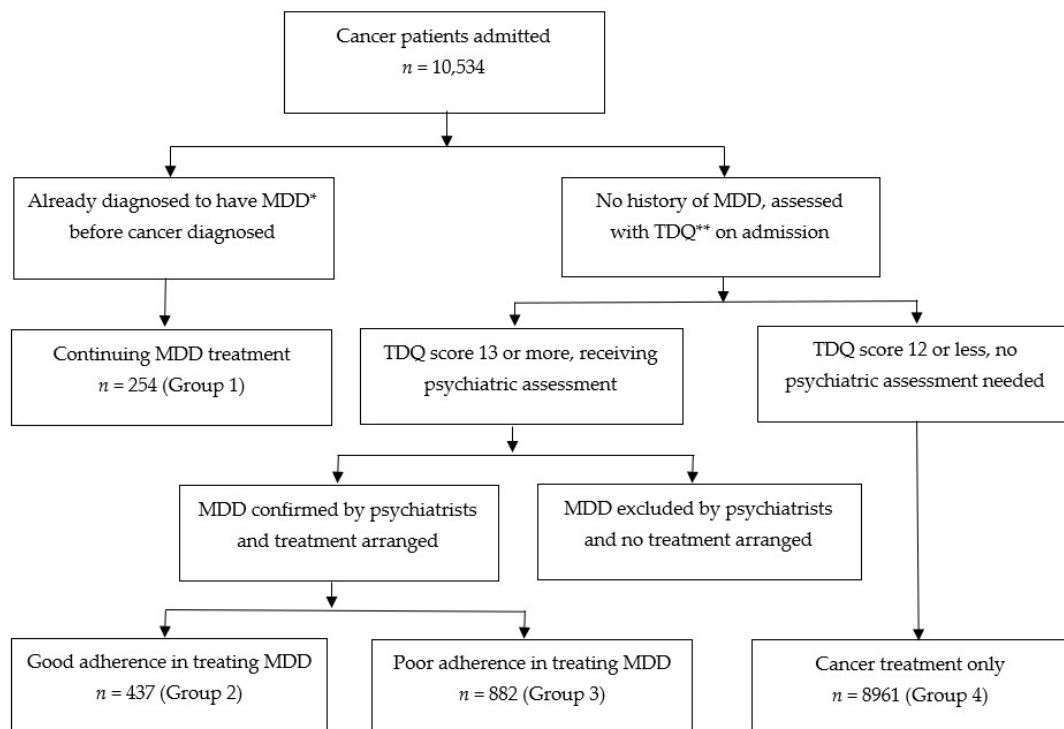 Cancer patients admitted
n = 10,534
Already diagnosed to have MDD*
before cancer diagnosed
No history of MDD, assessed
with TDQ** on admission
Continuing MDD treatment
n = 254 (Group 1)
TDQ score 13 or more, receiving
psychiatric assessment
TDQ score 12 or less, no
psychiatric assessment needed
MDD confirmed by psychiatrists
and treatment arranged
MDD excluded by psychiatrists
and no treatment arranged
Good adherence in treating MDD
n = 437 (Group 2)
Poor adherence in treating MDD
n = 882 (Group 3)
Cancer treatment only
n = 8961 (Group 4)